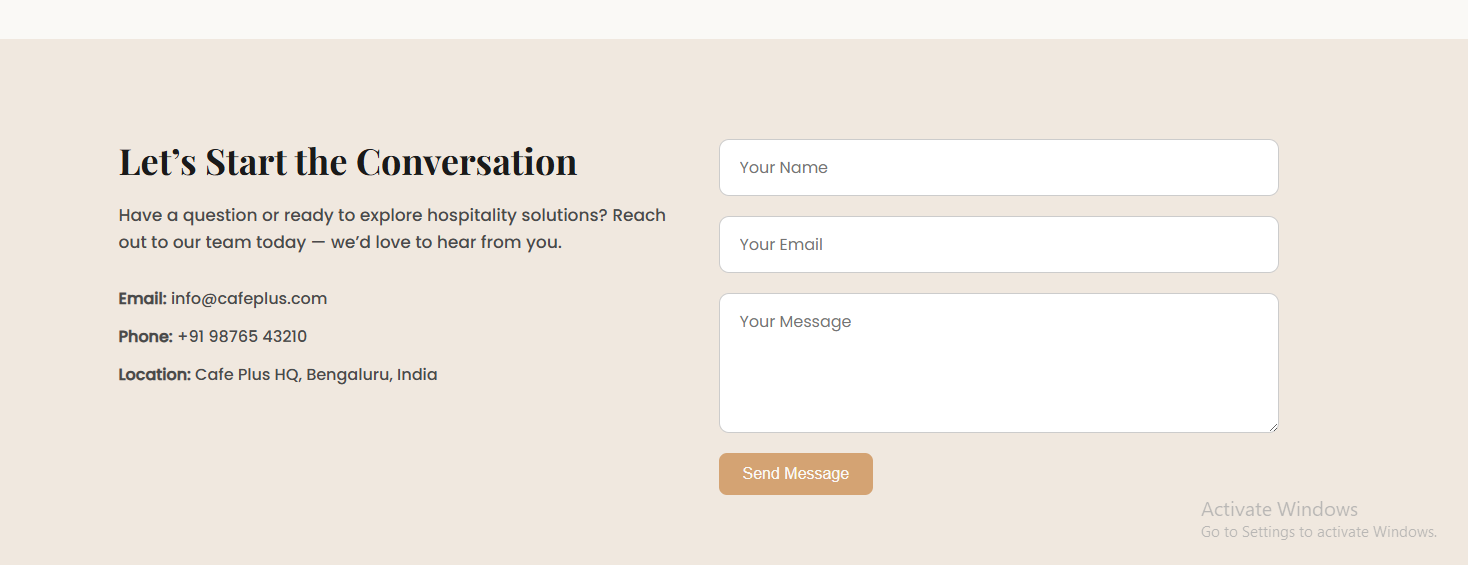 Let’s Start the Conversation
Have a question or ready to explore hospitality solutions? Reach
out to our team today — we’d love to hear from you.
Email: info@cafeplus.com
Phone: +91 98765 43210
Location: Cafe Plus HQ, Bengaluru, India
Your Name
Your Email
Your Message
Send Message
Activate Windows
Go to Settings to activate Windows.